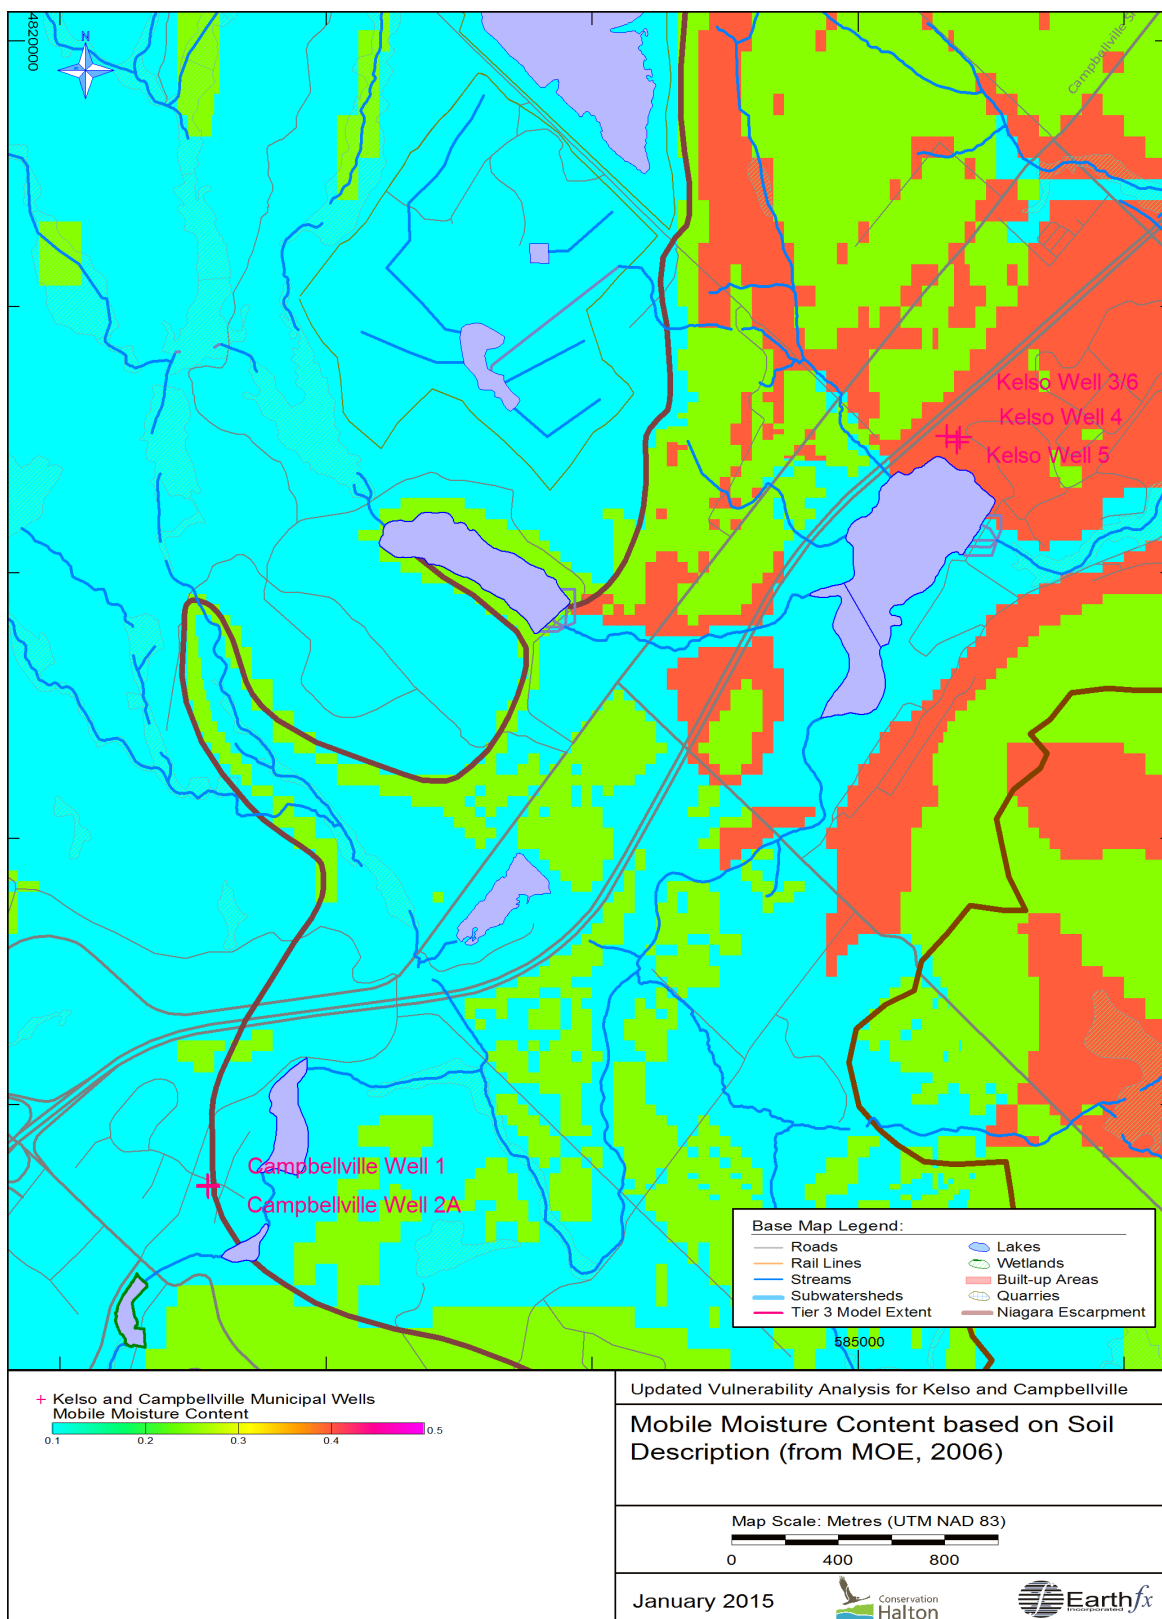 4820000
N
Campbellville S
Kelso Well 3/6
Kelso Well 4
Kelso Well 5
Campbellville Well 1
Campbellville Well 2A
Base Map Legend:
Roads
Rail Lines
Streams
Subwatersheds
Tier 3 Model Extent
Lakes
Wetlands
Built-up Areas
Quarries
Niagara Escarpment
585000
+ Kelso and Campbellville Municipal Wells
Mobile Moisture Content
0.1 0.2 0.3 0.4 0.5
Updated Vulnerability Analysis for Kelso and Campbellville
Mobile Moisture Content based on Soil
Description (from MOE, 2006)
Map Scale: Metres (UTM NAD 83)
0 400 800
January 2015
Conservation
Halton
Earthfx
Incorporated